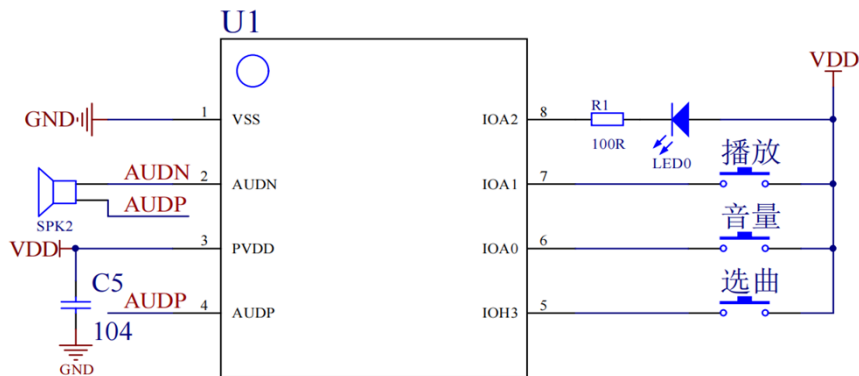 U1
VDD
GND
1
VSS
IOA2
8
R1
100R
LED0
播放
AUDN
2
AUDN
IOA1
7
AUDP
SPK2
音量
VDD
3
PVDD
IOA0
6
C5
选曲
AUDP
4
AUDP
IOH3
5
104
GND